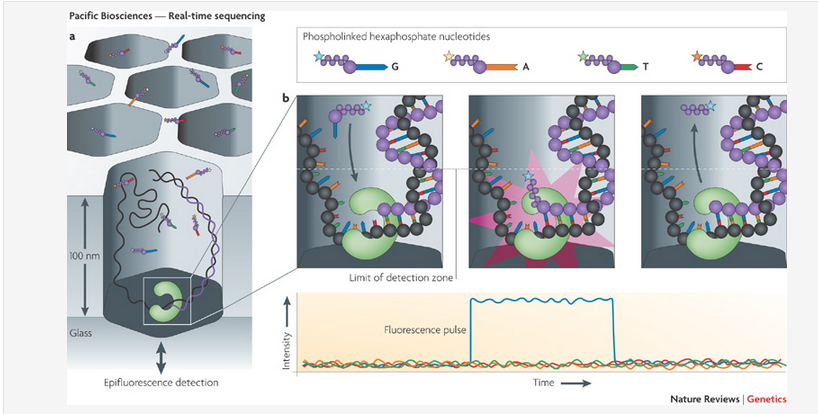 Pacific Biosciences — Real-time sequencing
a
Phospholinked hexaphosphate nucleotides
G
A
T
C
b
100 nm
Limit of detection zone
Glass
Epifluorescence detection
Intensity
Fluorescence pulse
Time
Nature Reviews | Genetics